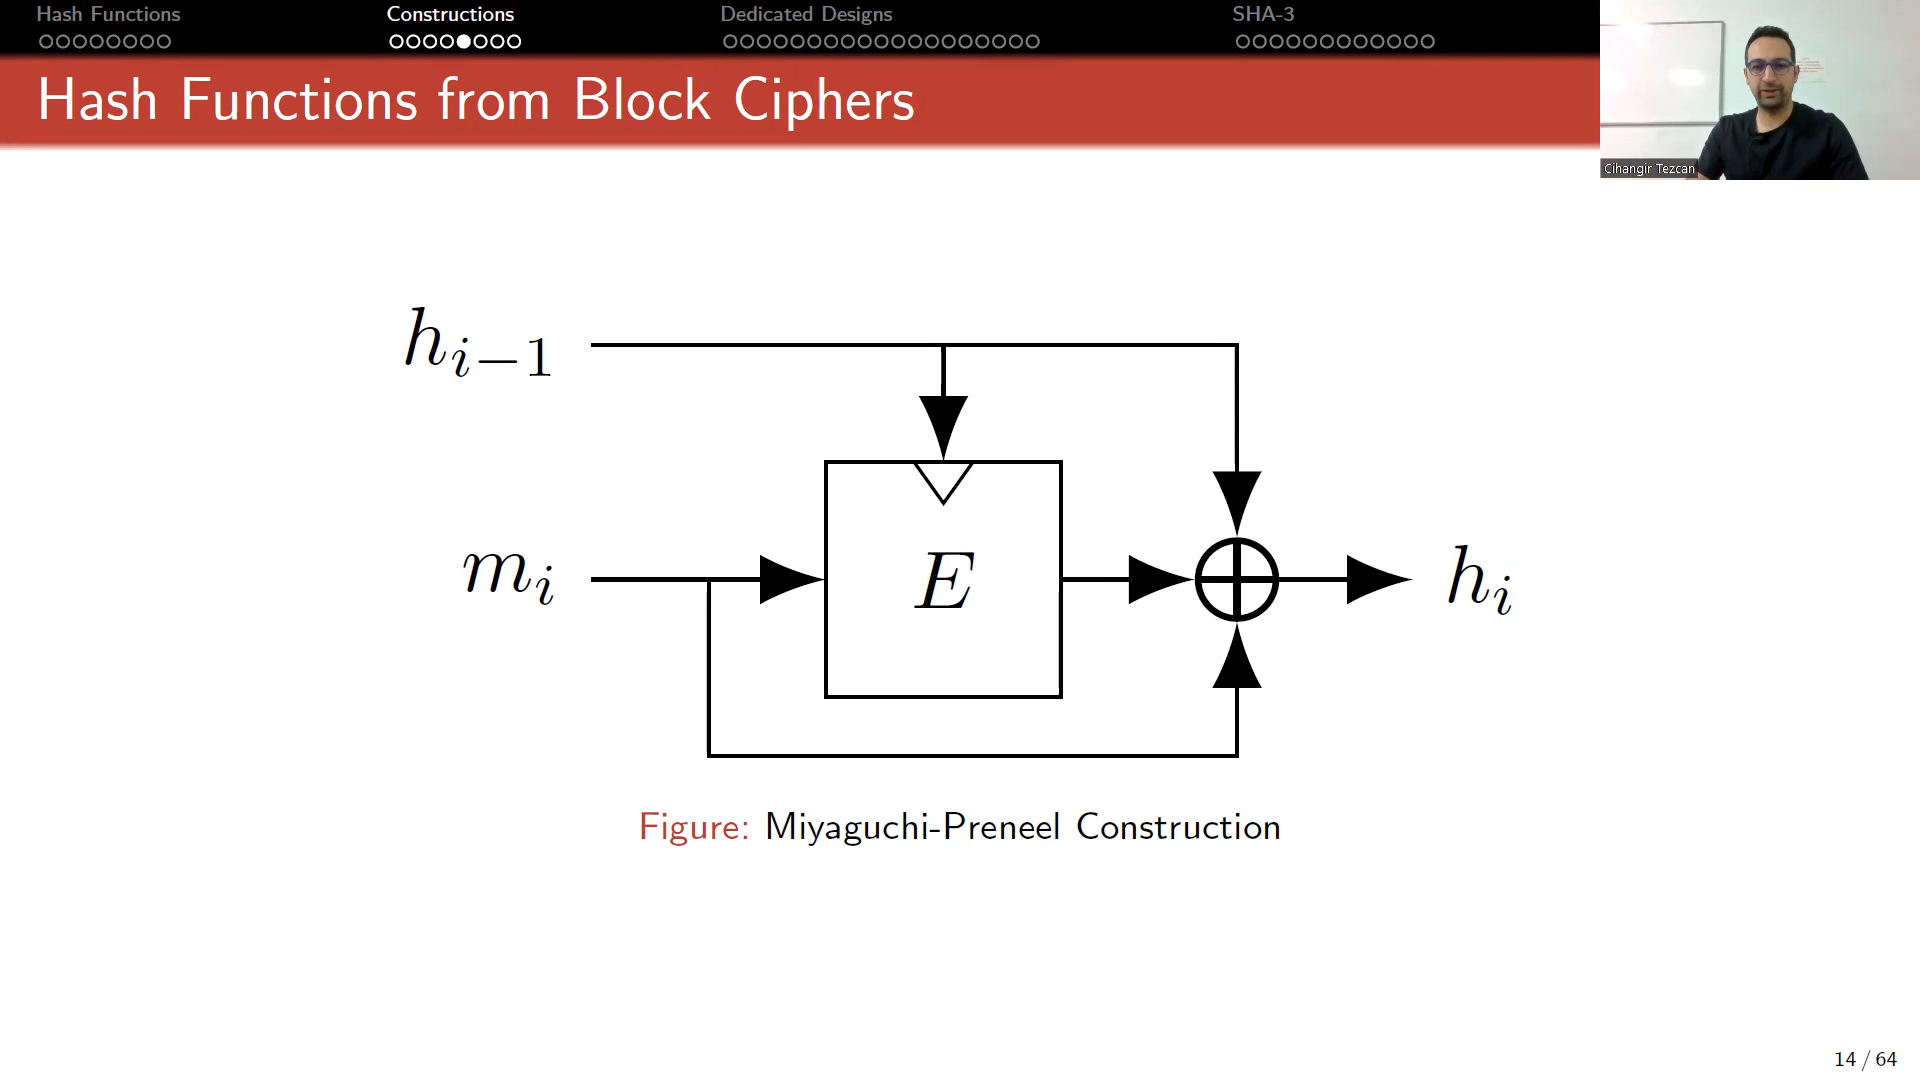 Hash Functions
Constructions
Dedicated Designs
SHA-3
Hash Functions from Block Ciphers
Cihangir Tezcan
h_{i-1}
m_i
E
h_i
Figure: Miyaguchi-Preneel Construction
14 / 64